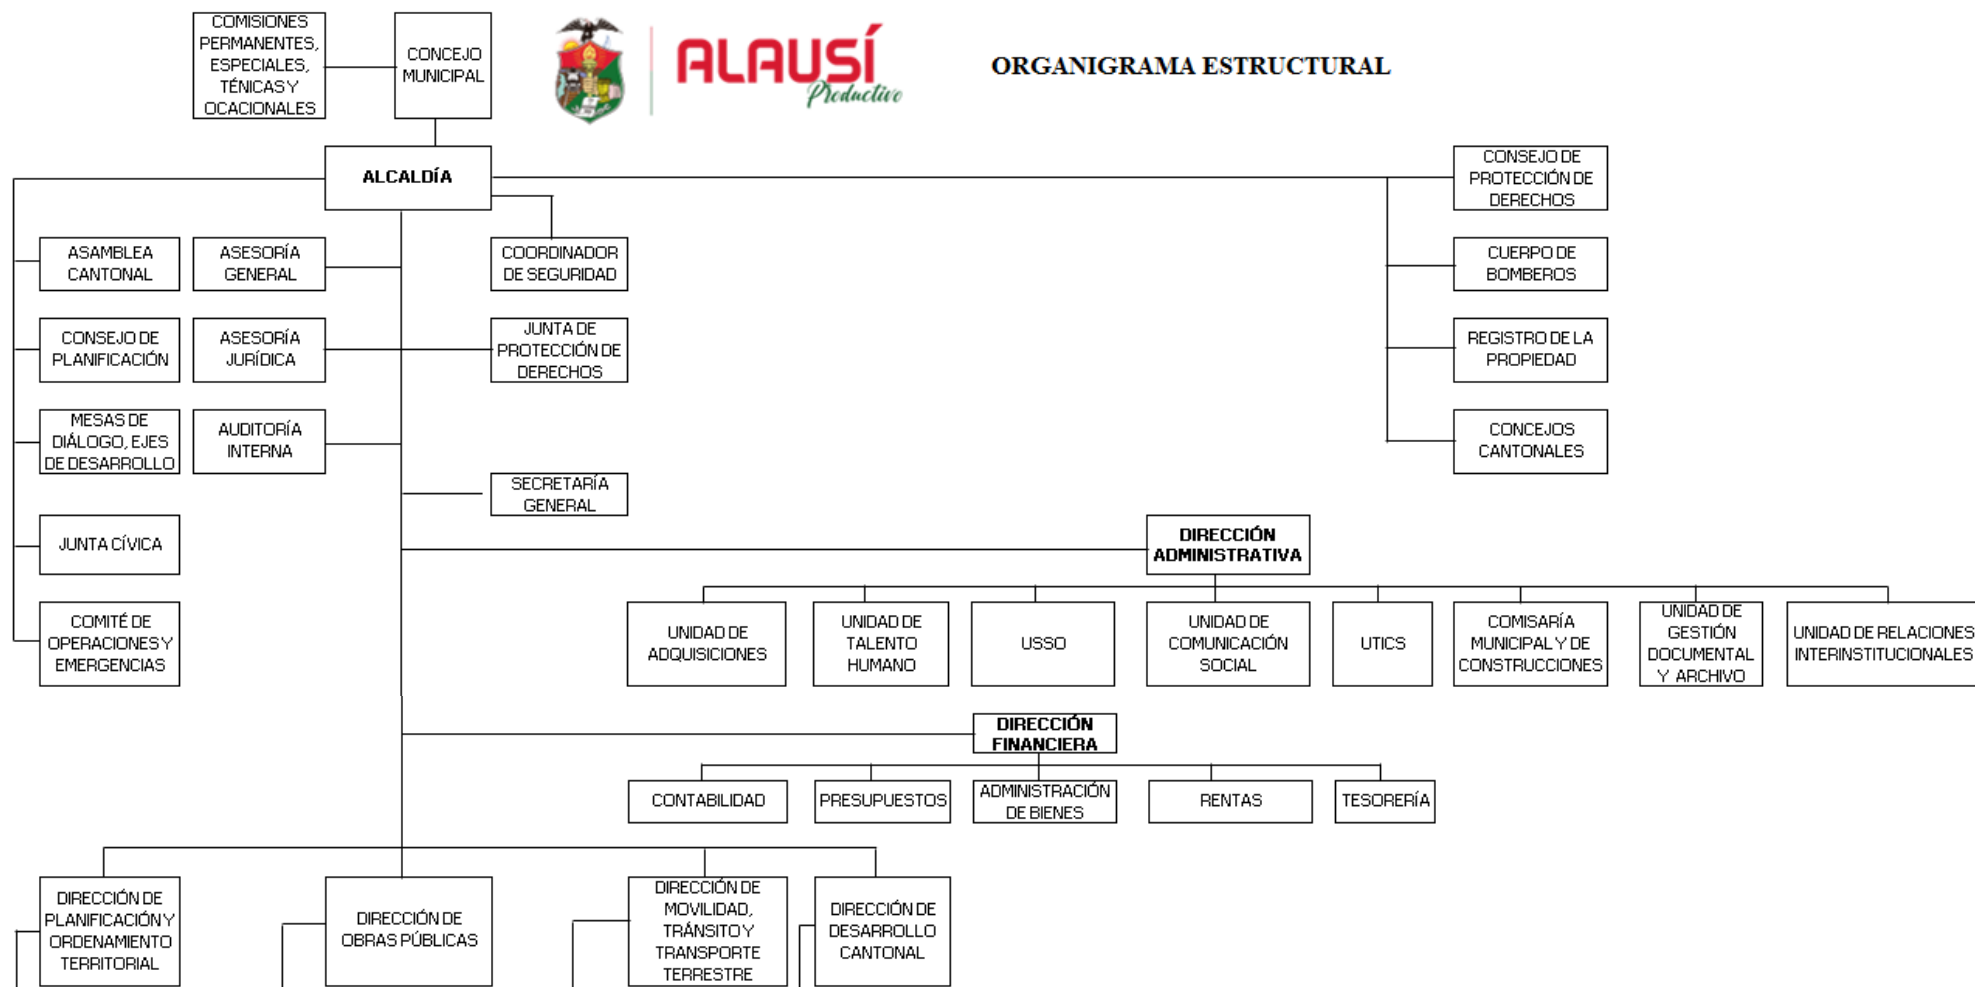 COMISIONES
PERMANENTES,
ESPECIALES,
TÉNICAS Y
OCACIONALES
CONCEJO
MUNICIPAL
ALAUSÍ
Productivo
ORGANIGRAMA ESTRUCTURAL
ALCALDÍA
CONSEJO DE
PROTECCIÓN DE
DERECHOS
ASAMBLEA
CANTONAL
ASESORÍA
GENERAL
COORDINADOR
DE SEGURIDAD
CUERPO DE
BOMBEROS
CONSEJO DE
PLANIFICACIÓN
ASESORÍA
JURÍDICA
JUNTA DE
PROTECCIÓN DE
DERECHOS
REGISTRO DE LA
PROPIEDAD
MESAS DE
DIÁLOGO, EJES
DE DESARROLLO
AUDITORÍA
INTERNA
CONCEJOS
CANTONALES
SECRETARÍA
GENERAL
JUNTA CÍVICA
DIRECCIÓN
ADMINISTRATIVA
COMITÉ DE
OPERACIONES Y
EMERGENCIAS
UNIDAD DE
ADQUISICIONES
UNIDAD DE
TALENTO
HUMANO
USSO
UNIDAD DE
COMUNICACIÓN
SOCIAL
UTICS
COMISARÍA
MUNICIPAL Y DE
CONSTRUCCIONES
UNIDAD DE
GESTIÓN
DOCUMENTAL
Y ARCHIVO
UNIDAD DE RELACIONES
INTERINSTITUCIONALES
DIRECCIÓN
FINANCIERA
CONTABILIDAD
PRESUPUESTOS
ADMINISTRACIÓN
DE BIENES
RENTAS
TESORERÍA
DIRECCIÓN DE
PLANIFICACIÓN Y
ORDENAMIENTO
TERRITORIAL
DIRECCIÓN DE
OBRAS PÚBLICAS
DIRECCIÓN DE
MOVILIDAD,
TRÁNSITO Y
TRANSPORTE
TERRESTRE
DIRECCIÓN DE
DESARROLLO
CANTONAL